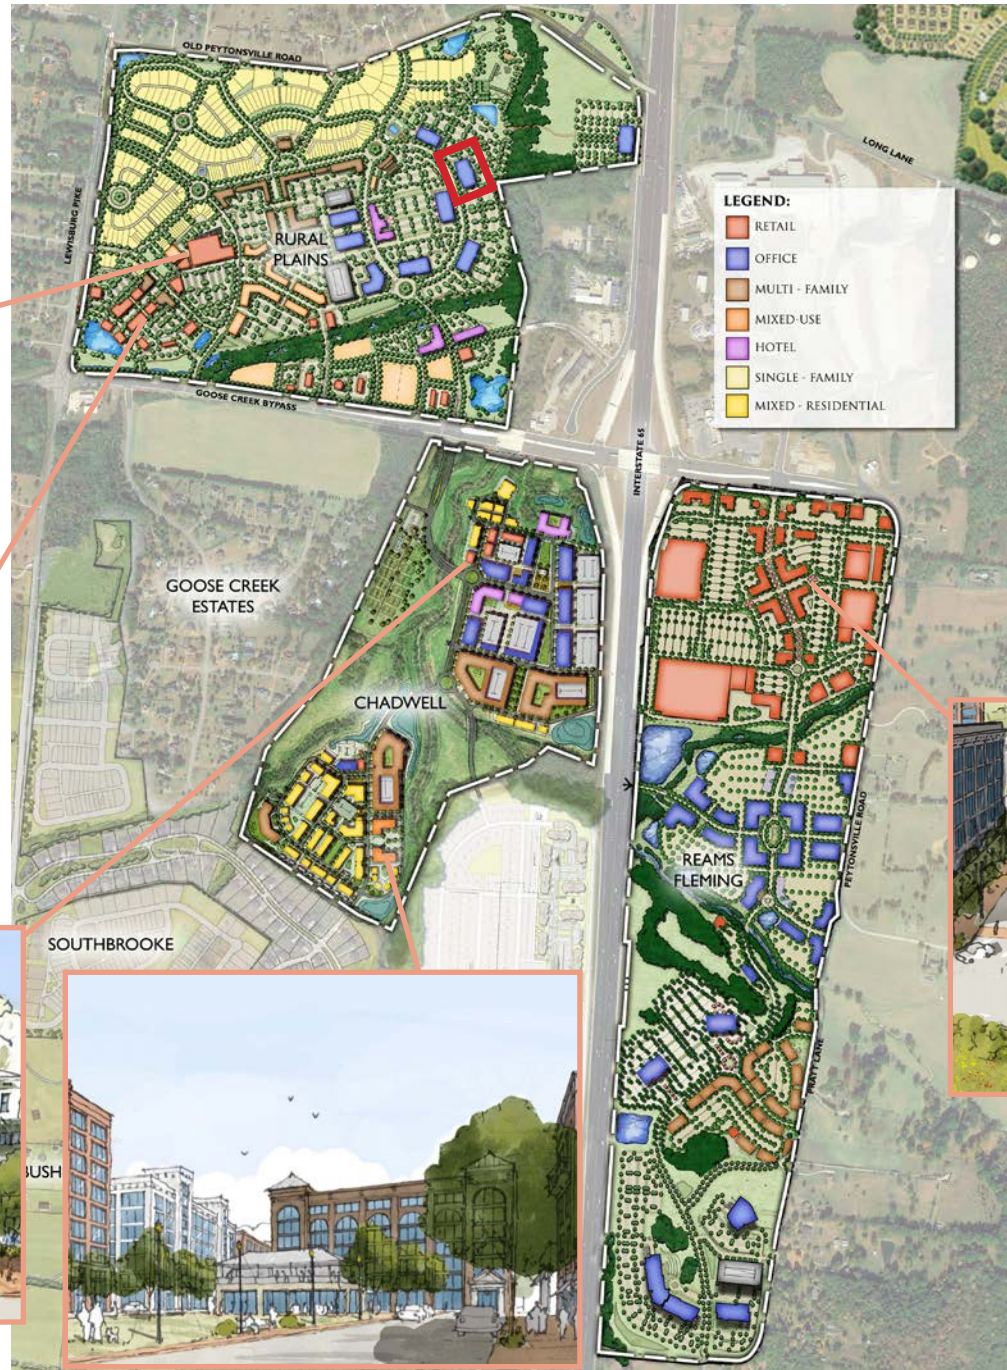 OLD PEYTONSVILLE ROAD
LONG LANE
LEWISBURG PIKE
LEGEND:
RETAIL
OFFICE
MULTI - FAMILY
MIXED-USE
HOTEL
SINGLE - FAMILY
MIXED - RESIDENTIAL
RURAL
PLAINS
GOOSE CREEK BYPASS
INTERSTATE 65
GOOSE CREEK
ESTATES
CHADWELL
REAMS
FLEMING
PEYTONSVILLE ROAD
SOUTHBROOKE
PRATT LANE